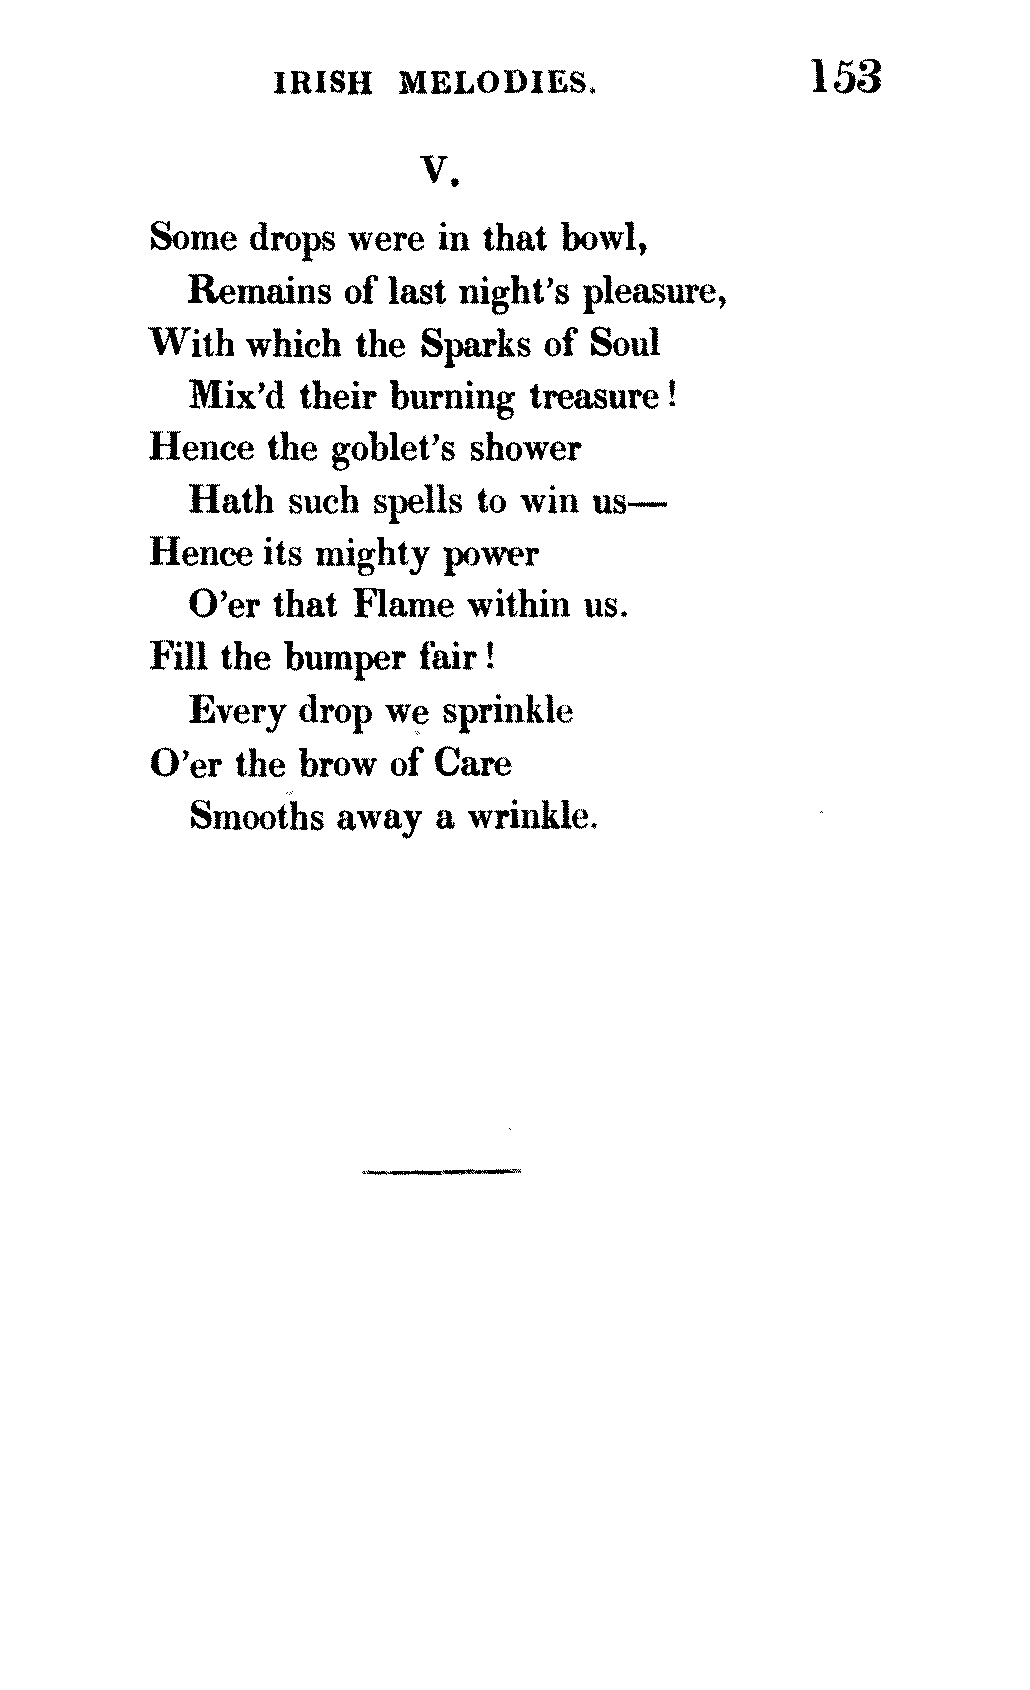 IRISH MELODIES. 153
V.
Some drops were in that bowl,
Remains of last night's pleasure,
With which the Sparks of Soul
Mix'd their burning treasure!
Hence the goblet's shower
Hath such spells to win us—
Hence its mighty power
O'er that Flame within us.
Fill the bumper fair!
Every drop we sprinkle
O'er the brow of Care
Smooths away a wrinkle.